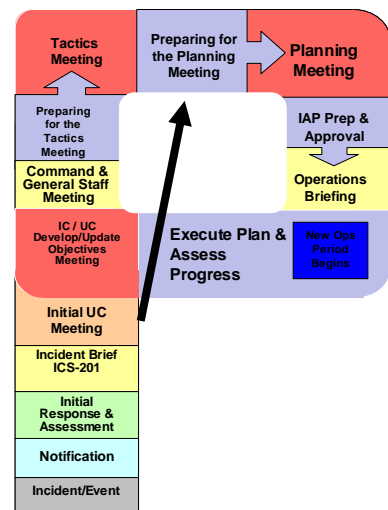 Tactics
Meeting
Preparing for
the Planning
Meeting
Planning
Meeting
Preparing
for the
Tactics
Meeting
IAP Prep &
Approval
Command &
General Staff
Meeting
Operations
Briefing
IC / UC
Develop/Update
Objectives
Meeting
Execute Plan &
Assess
Progress
New Ops
Period
Begins
Initial UC
Meeting
Incident Brief
ICS-201
Initial
Response &
Assessment
Notification
Incident/Event